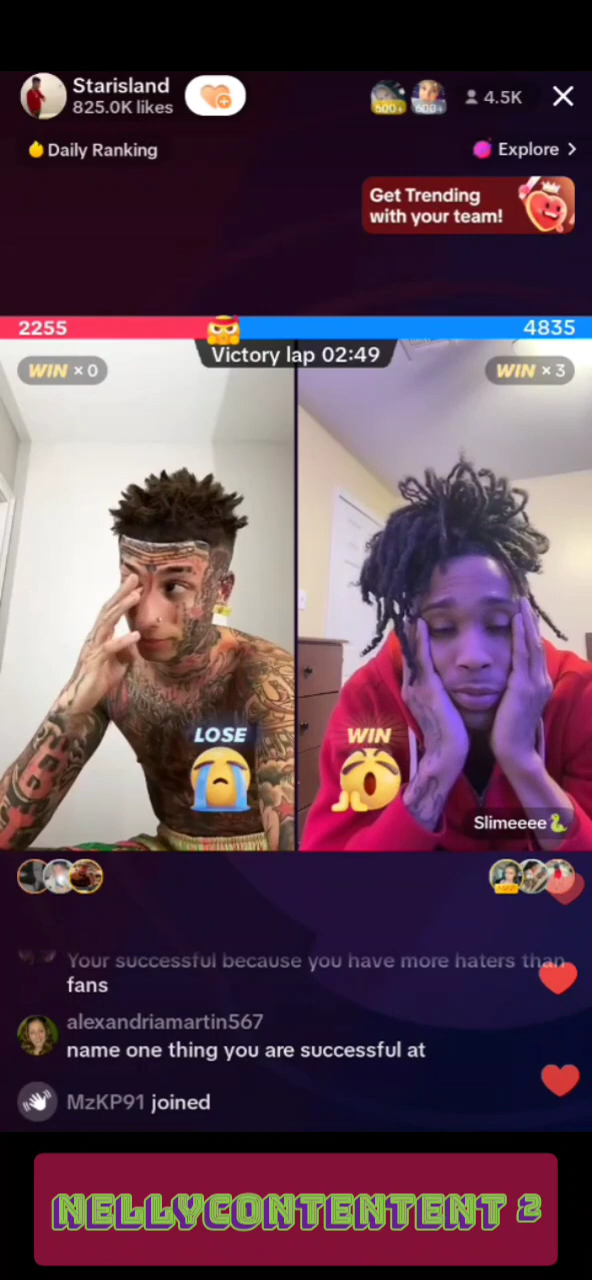 Starisland
825.0K likes
600+
600+
4.5K
Daily Ranking
Explore
Get Trending
with your team!
2255
4835
Victory lap 02:49
WIN × 0
WIN × 3
LOSE
WIN
Slimeeee🐍
Your successful because you have more haters than
fans
alexandriamartin567
name one thing you are successful at
MzKP91 joined
NELLYCONTENTENT 2